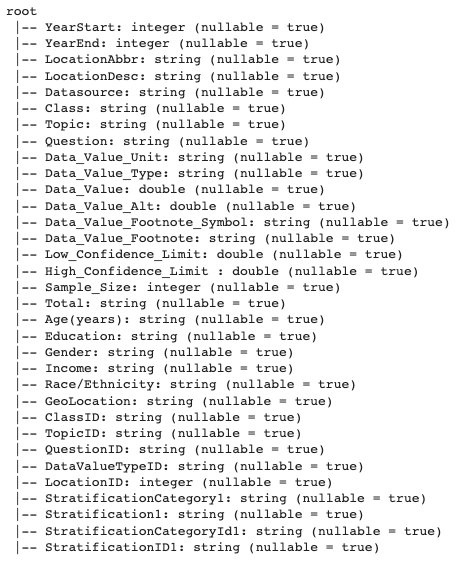 root
|-- YearStart: integer (nullable = true)
|-- YearEnd: integer (nullable = true)
|-- LocationAbbr: string (nullable = true)
|-- LocationDesc: string (nullable = true)
|-- Datasource: string (nullable = true)
|-- Class: string (nullable = true)
|-- Topic: string (nullable = true)
|-- Question: string (nullable = true)
|-- Data_Value_Unit: string (nullable = true)
|-- Data_Value_Type: string (nullable = true)
|-- Data_Value: double (nullable = true)
|-- Data_Value_Alt: double (nullable = true)
|-- Data_Value_Footnote_Symbol: string (nullable = true)
|-- Data_Value_Footnote: string (nullable = true)
|-- Low_Confidence_Limit: double (nullable = true)
|-- High_Confidence_Limit : double (nullable = true)
|-- Sample_Size: integer (nullable = true)
|-- Total: string (nullable = true)
|-- Age(years): string (nullable = true)
|-- Education: string (nullable = true)
|-- Gender: string (nullable = true)
|-- Income: string (nullable = true)
|-- Race/Ethnicity: string (nullable = true)
|-- GeoLocation: string (nullable = true)
|-- ClassID: string (nullable = true)
|-- TopicID: string (nullable = true)
|-- QuestionID: string (nullable = true)
|-- DataValueTypeID: string (nullable = true)
|-- LocationID: integer (nullable = true)
|-- StratificationCategory1: string (nullable = true)
|-- Stratification1: string (nullable = true)
|-- StratificationCategoryId1: string (nullable = true)
|-- StratificationID1: string (nullable = true)